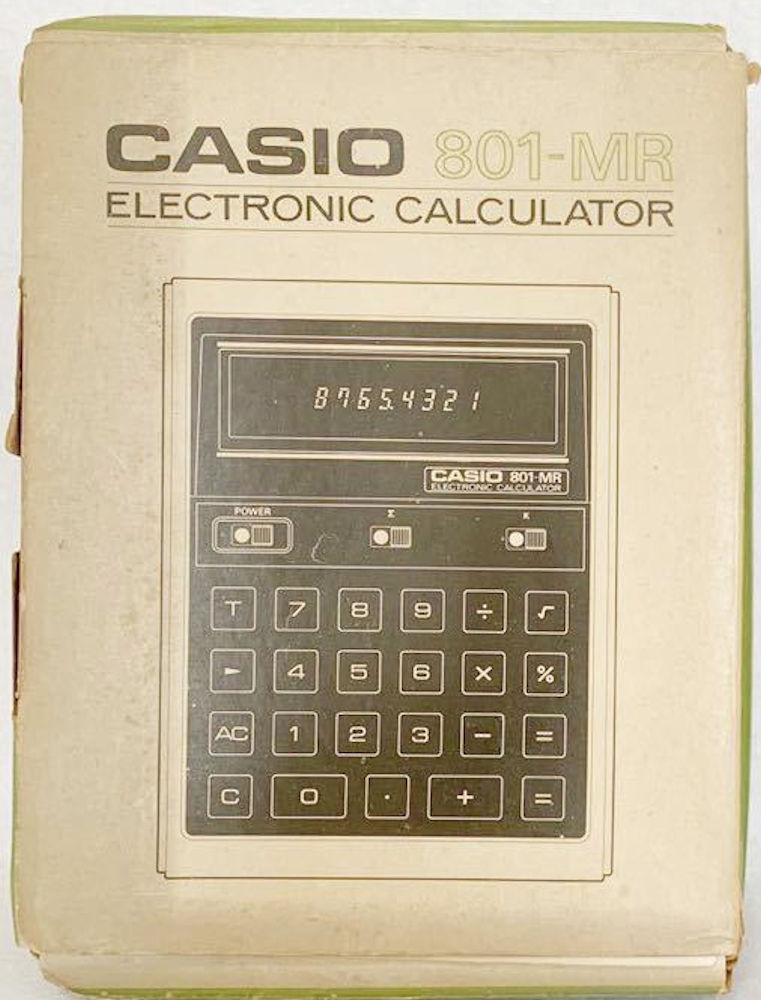 CASIO 801-MR
ELECTRONIC CALCULATOR
8765.4321
CASIO 801-MR
ELECTRONIC CALCULATOR
POWER Σ K
T 7 8 9 ÷ √
► 4 5 6 × %
AC 1 2 3 − =
C 0 · + =